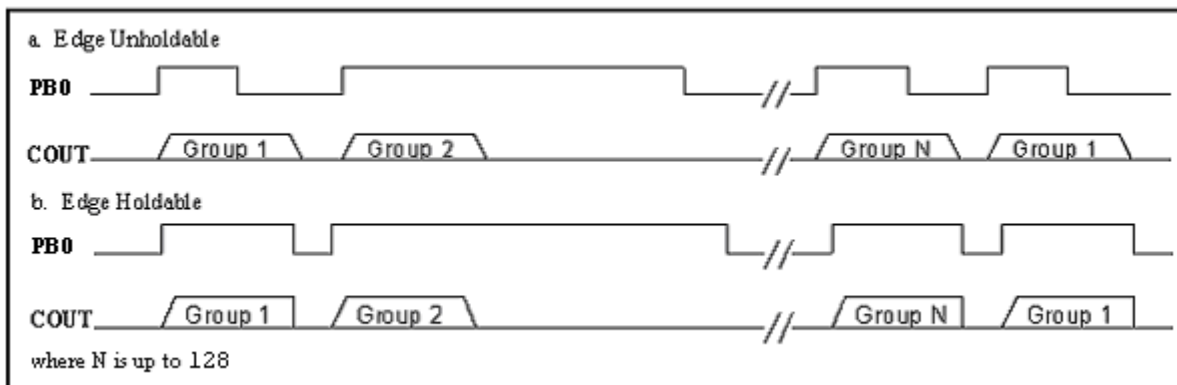 a. Edge Unholdable
PB0
//
COUT Group 1 Group 2 // Group N Group 1
b. Edge Holdable
PB0
//
COUT Group 1 Group 2 // Group N Group 1
where N is up to 128